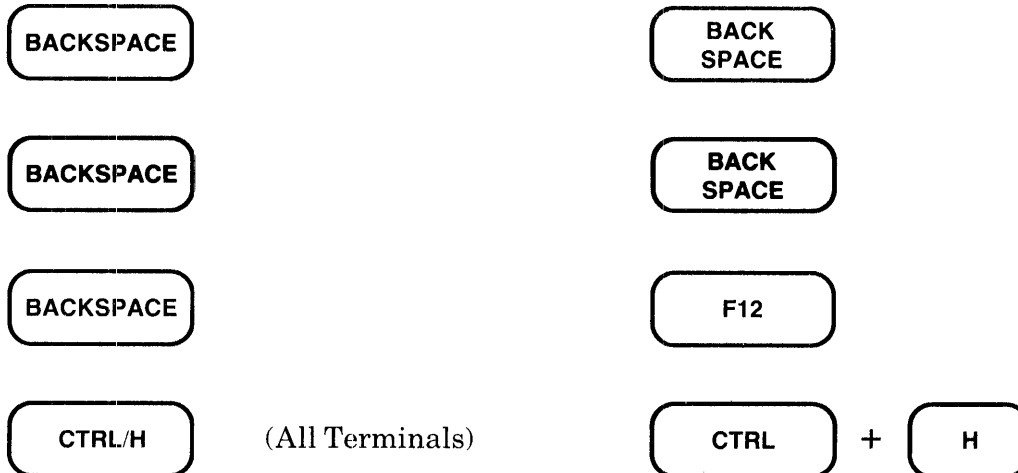 BACKSPACE
BACK
SPACE
BACKSPACE
BACK
SPACE
BACKSPACE
F12
CTRL/H (All Terminals) CTRL + H